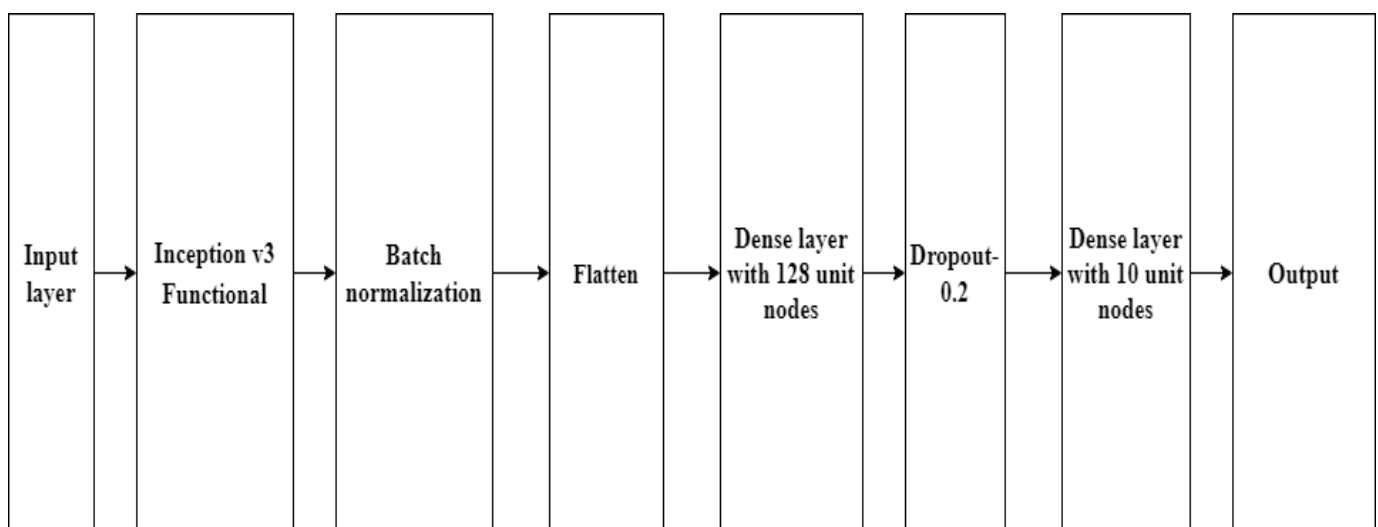 Input
layer
Inception v3
Functional
Batch
normalization
Flatten
Dense layer
with 128 unit
nodes
Dropout-
0.2
Dense layer
with 10 unit
nodes
Output